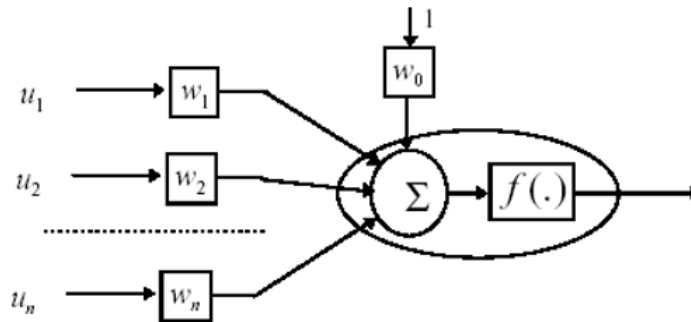 1
w₀
u₁ w₁
u₂ w₂
Σ f(.)
uₙ wₙ